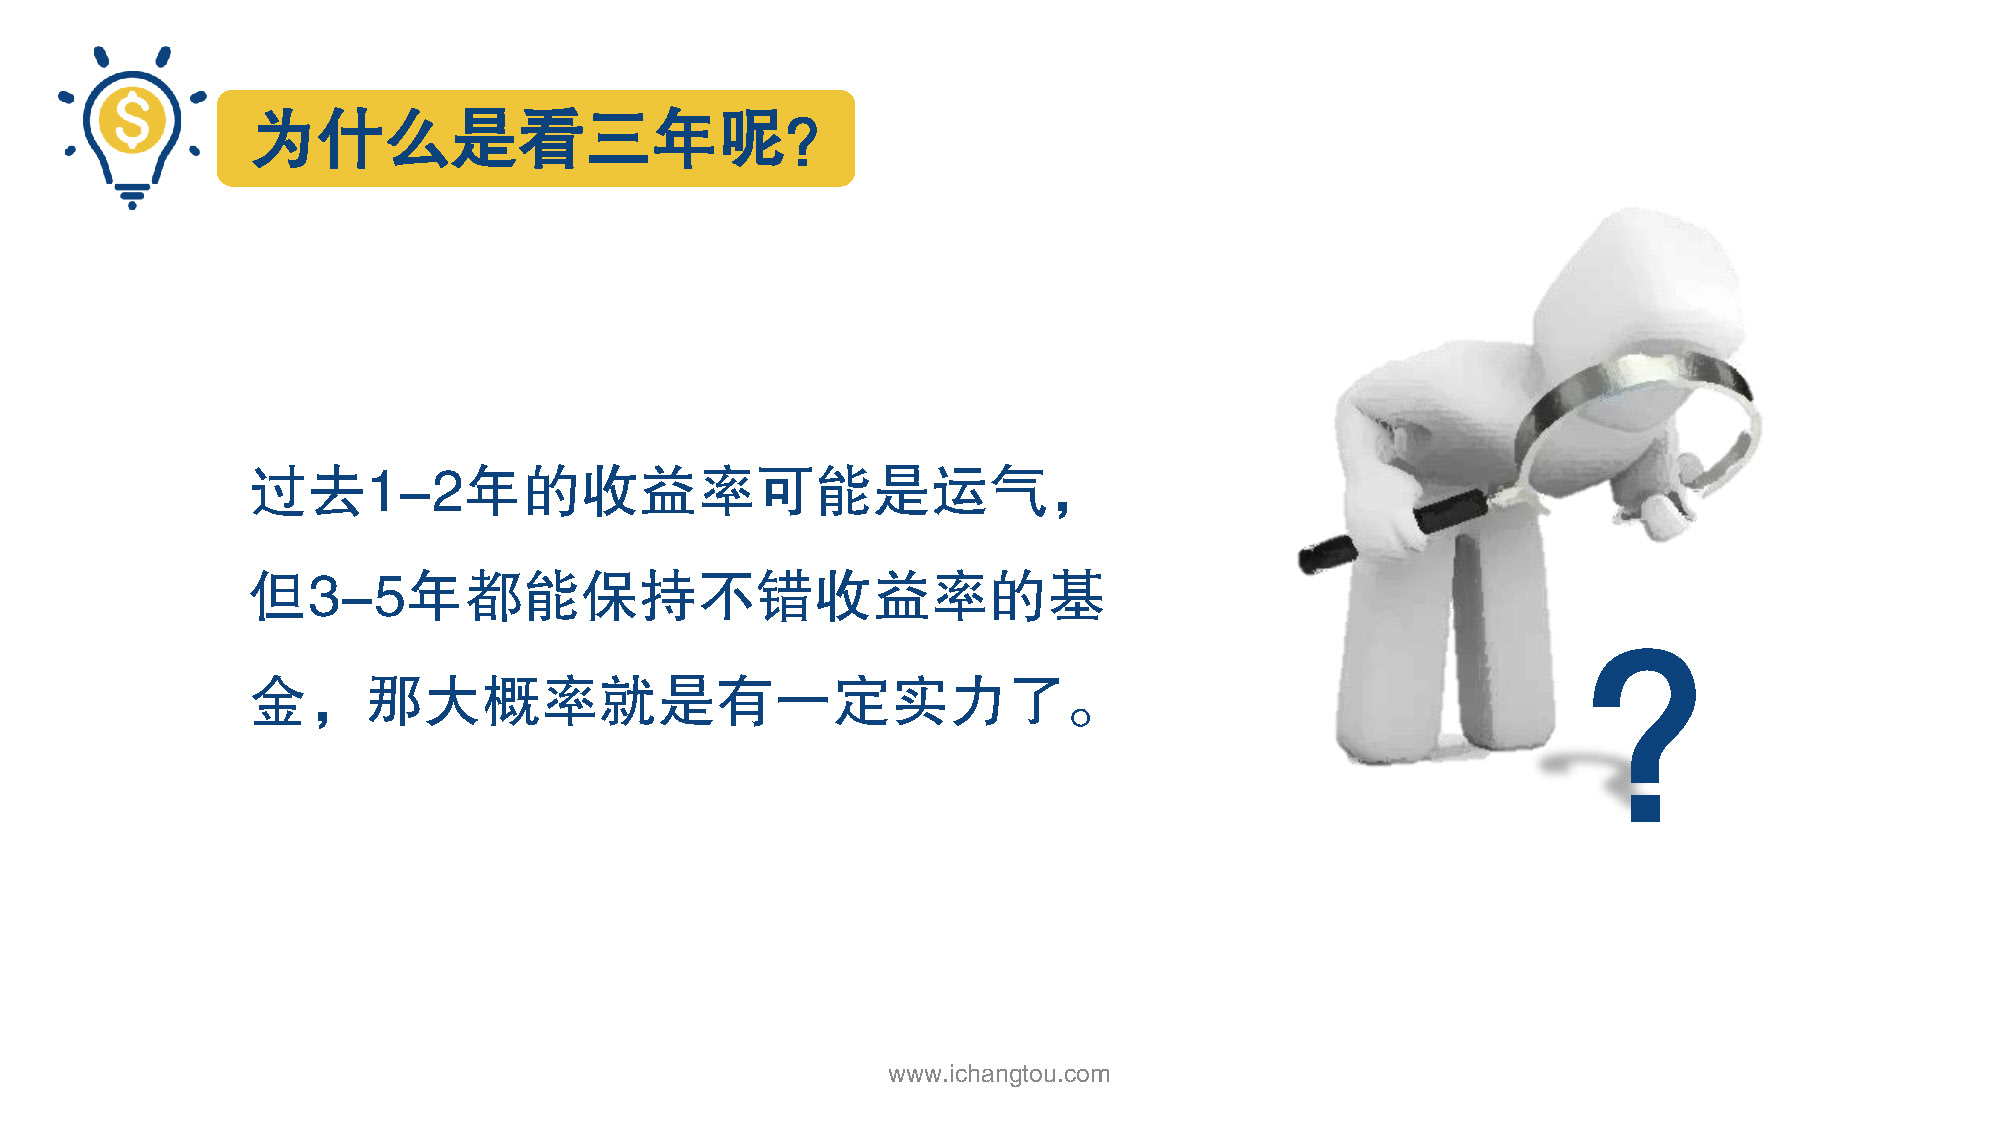 为什么是看三年呢?
过去1-2年的收益率可能是运气，
但3-5年都能保持不错收益率的基
金，那大概率就是有一定实力了。
?
www.ichangtou.com